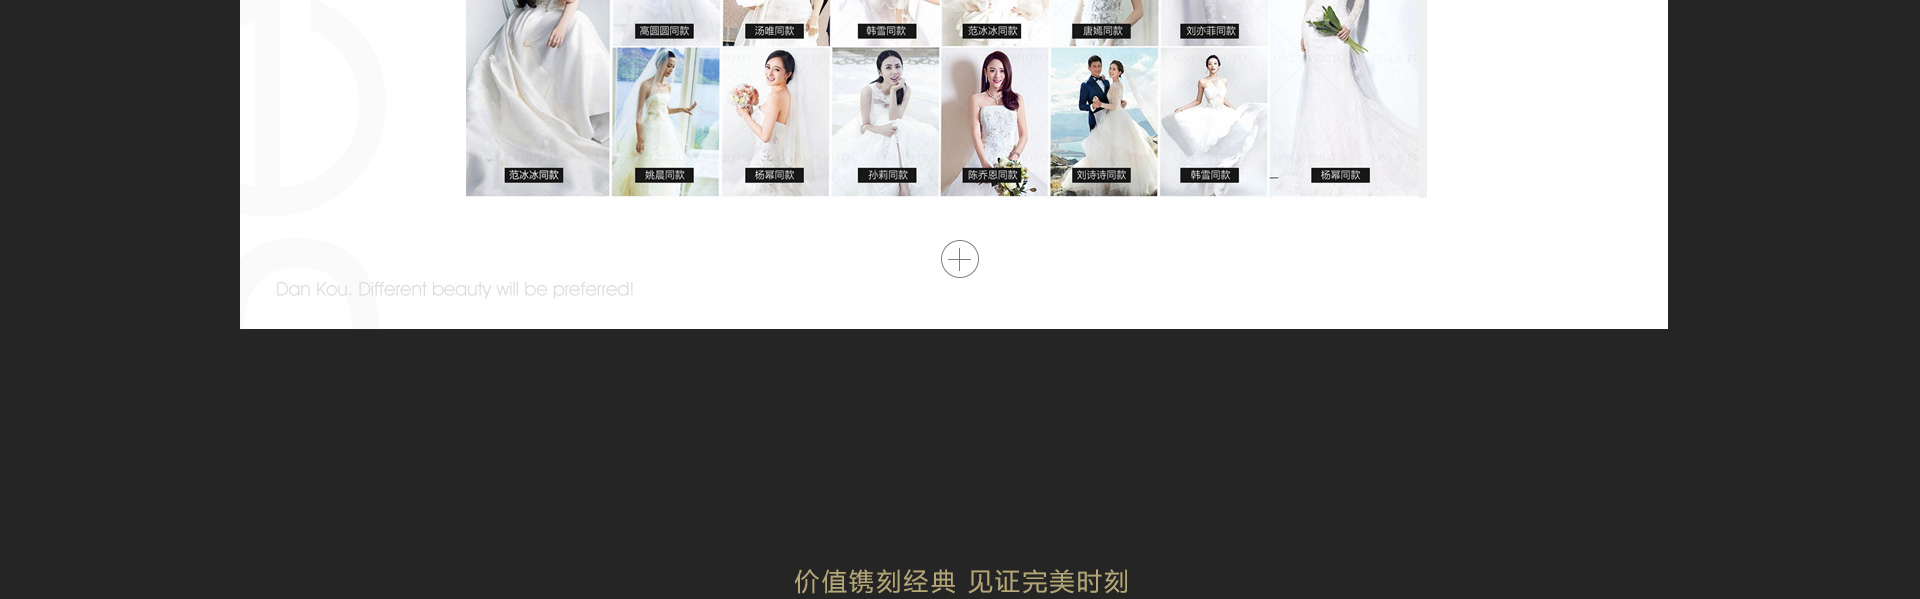 高圆圆同款 汤唯同款 韩雪同款 范冰冰同款 唐嫣同款 刘亦菲同款
范冰冰同款 姚晨同款 杨幂同款 孙莉同款 陈乔恩同款 刘诗诗同款 韩雪同款 杨幂同款
Dan Kou. Different beauty will be preferred!
价值镌刻经典 见证完美时刻